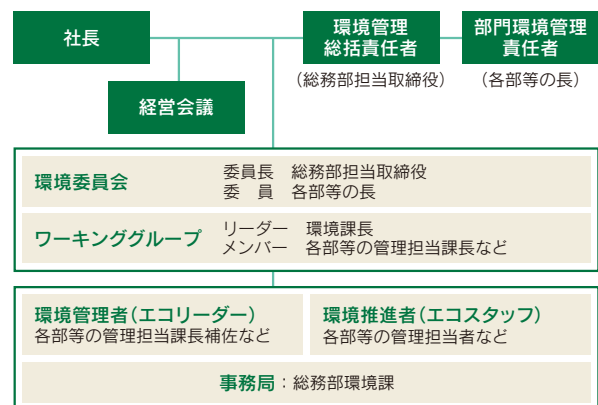 社長
環境管理
総括責任者
部門環境管理
責任者
（総務部担当取締役）
（各部等の長）
経営会議
環境委員会
委員長　総務部担当取締役
委　員　各部等の長
ワーキンググループ
リーダー　環境課長
メンバー　各部等の管理担当課長など
環境管理者（エコリーダー）
各部等の管理担当課長補佐など
環境推進者（エコスタッフ）
各部等の管理担当者など
事務局：総務部環境課